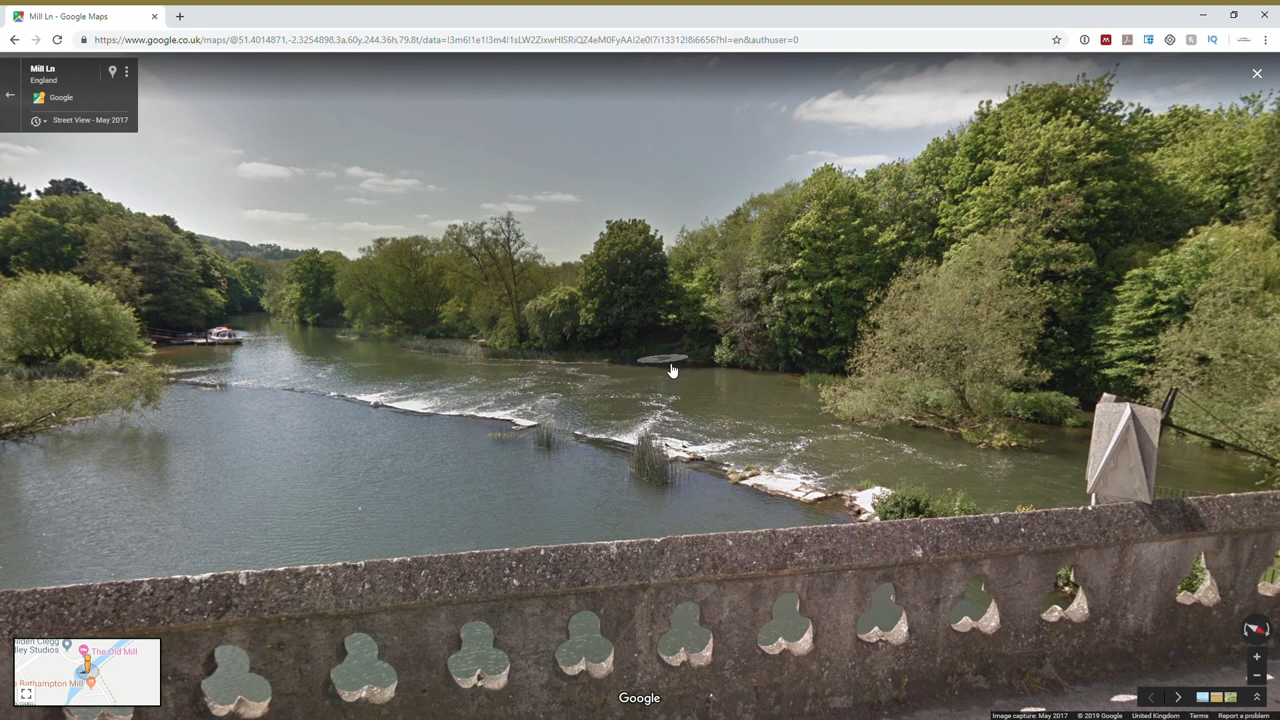 Mill Ln - Google Maps
https://www.google.co.uk/maps/@51.4014871,-2.3254898,3a,60y,244.36h,79.8t/data=!3m6!1e1!3m4!1sLW2ZixwHISRiQZ4eM0FyAA!2e0!7i13312!8i6656?hl=en&authuser=0
Mill Ln
England
Google
Street View - May 2017
The Old Mill
Bathampton Mill
Google
Image capture: May 2017 © 2019 Google United Kingdom Terms Report a problem